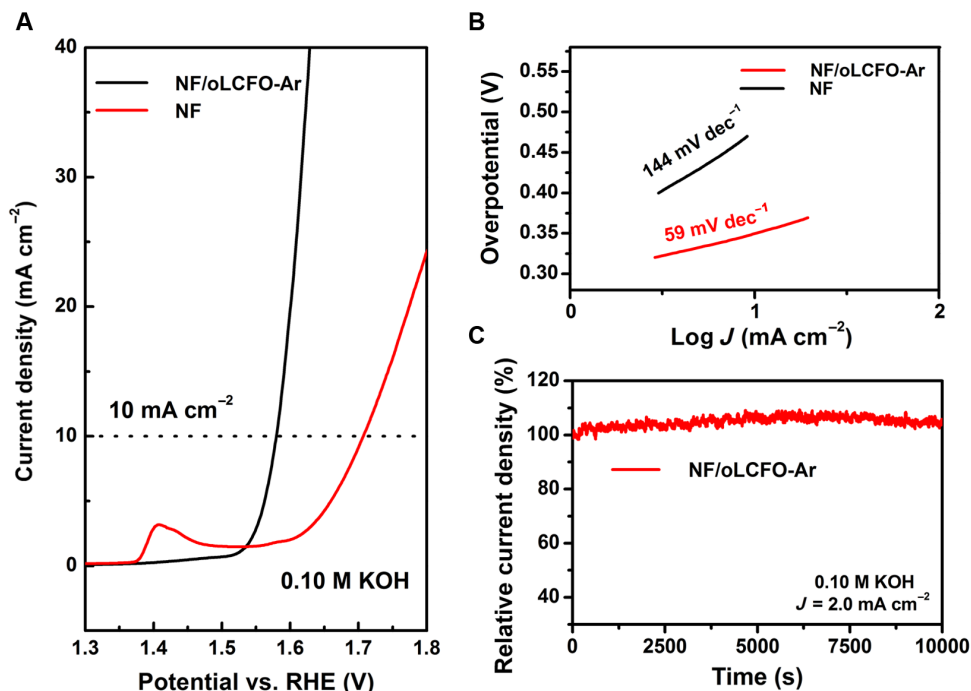 A
40
30
20
10
0
Current density (mA cm⁻²)
NF/oLCFO-Ar
NF
10 mA cm⁻²
0.10 M KOH
1.3 1.4 1.5 1.6 1.7 1.8
Potential vs. RHE (V)
B
0.55
0.50
0.45
0.40
0.35
0.30
Overpotential (V)
NF/oLCFO-Ar
NF
144 mV dec⁻¹
59 mV dec⁻¹
0 1 2
Log J (mA cm⁻²)
C
120
100
80
60
40
Relative current density (%)
NF/oLCFO-Ar
0.10 M KOH
J = 2.0 mA cm⁻²
0 2500 5000 7500 10000
Time (s)